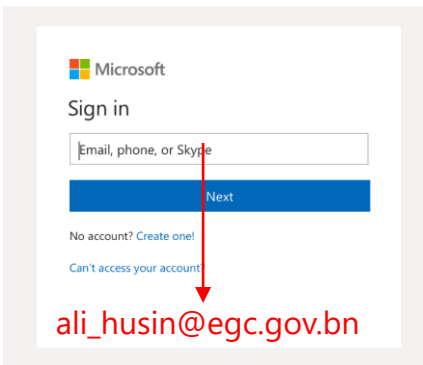 Microsoft
Sign in
Email, phone, or Skype
Next
No account? Create one!
Can't access your account?
ali_husin@egc.gov.bn